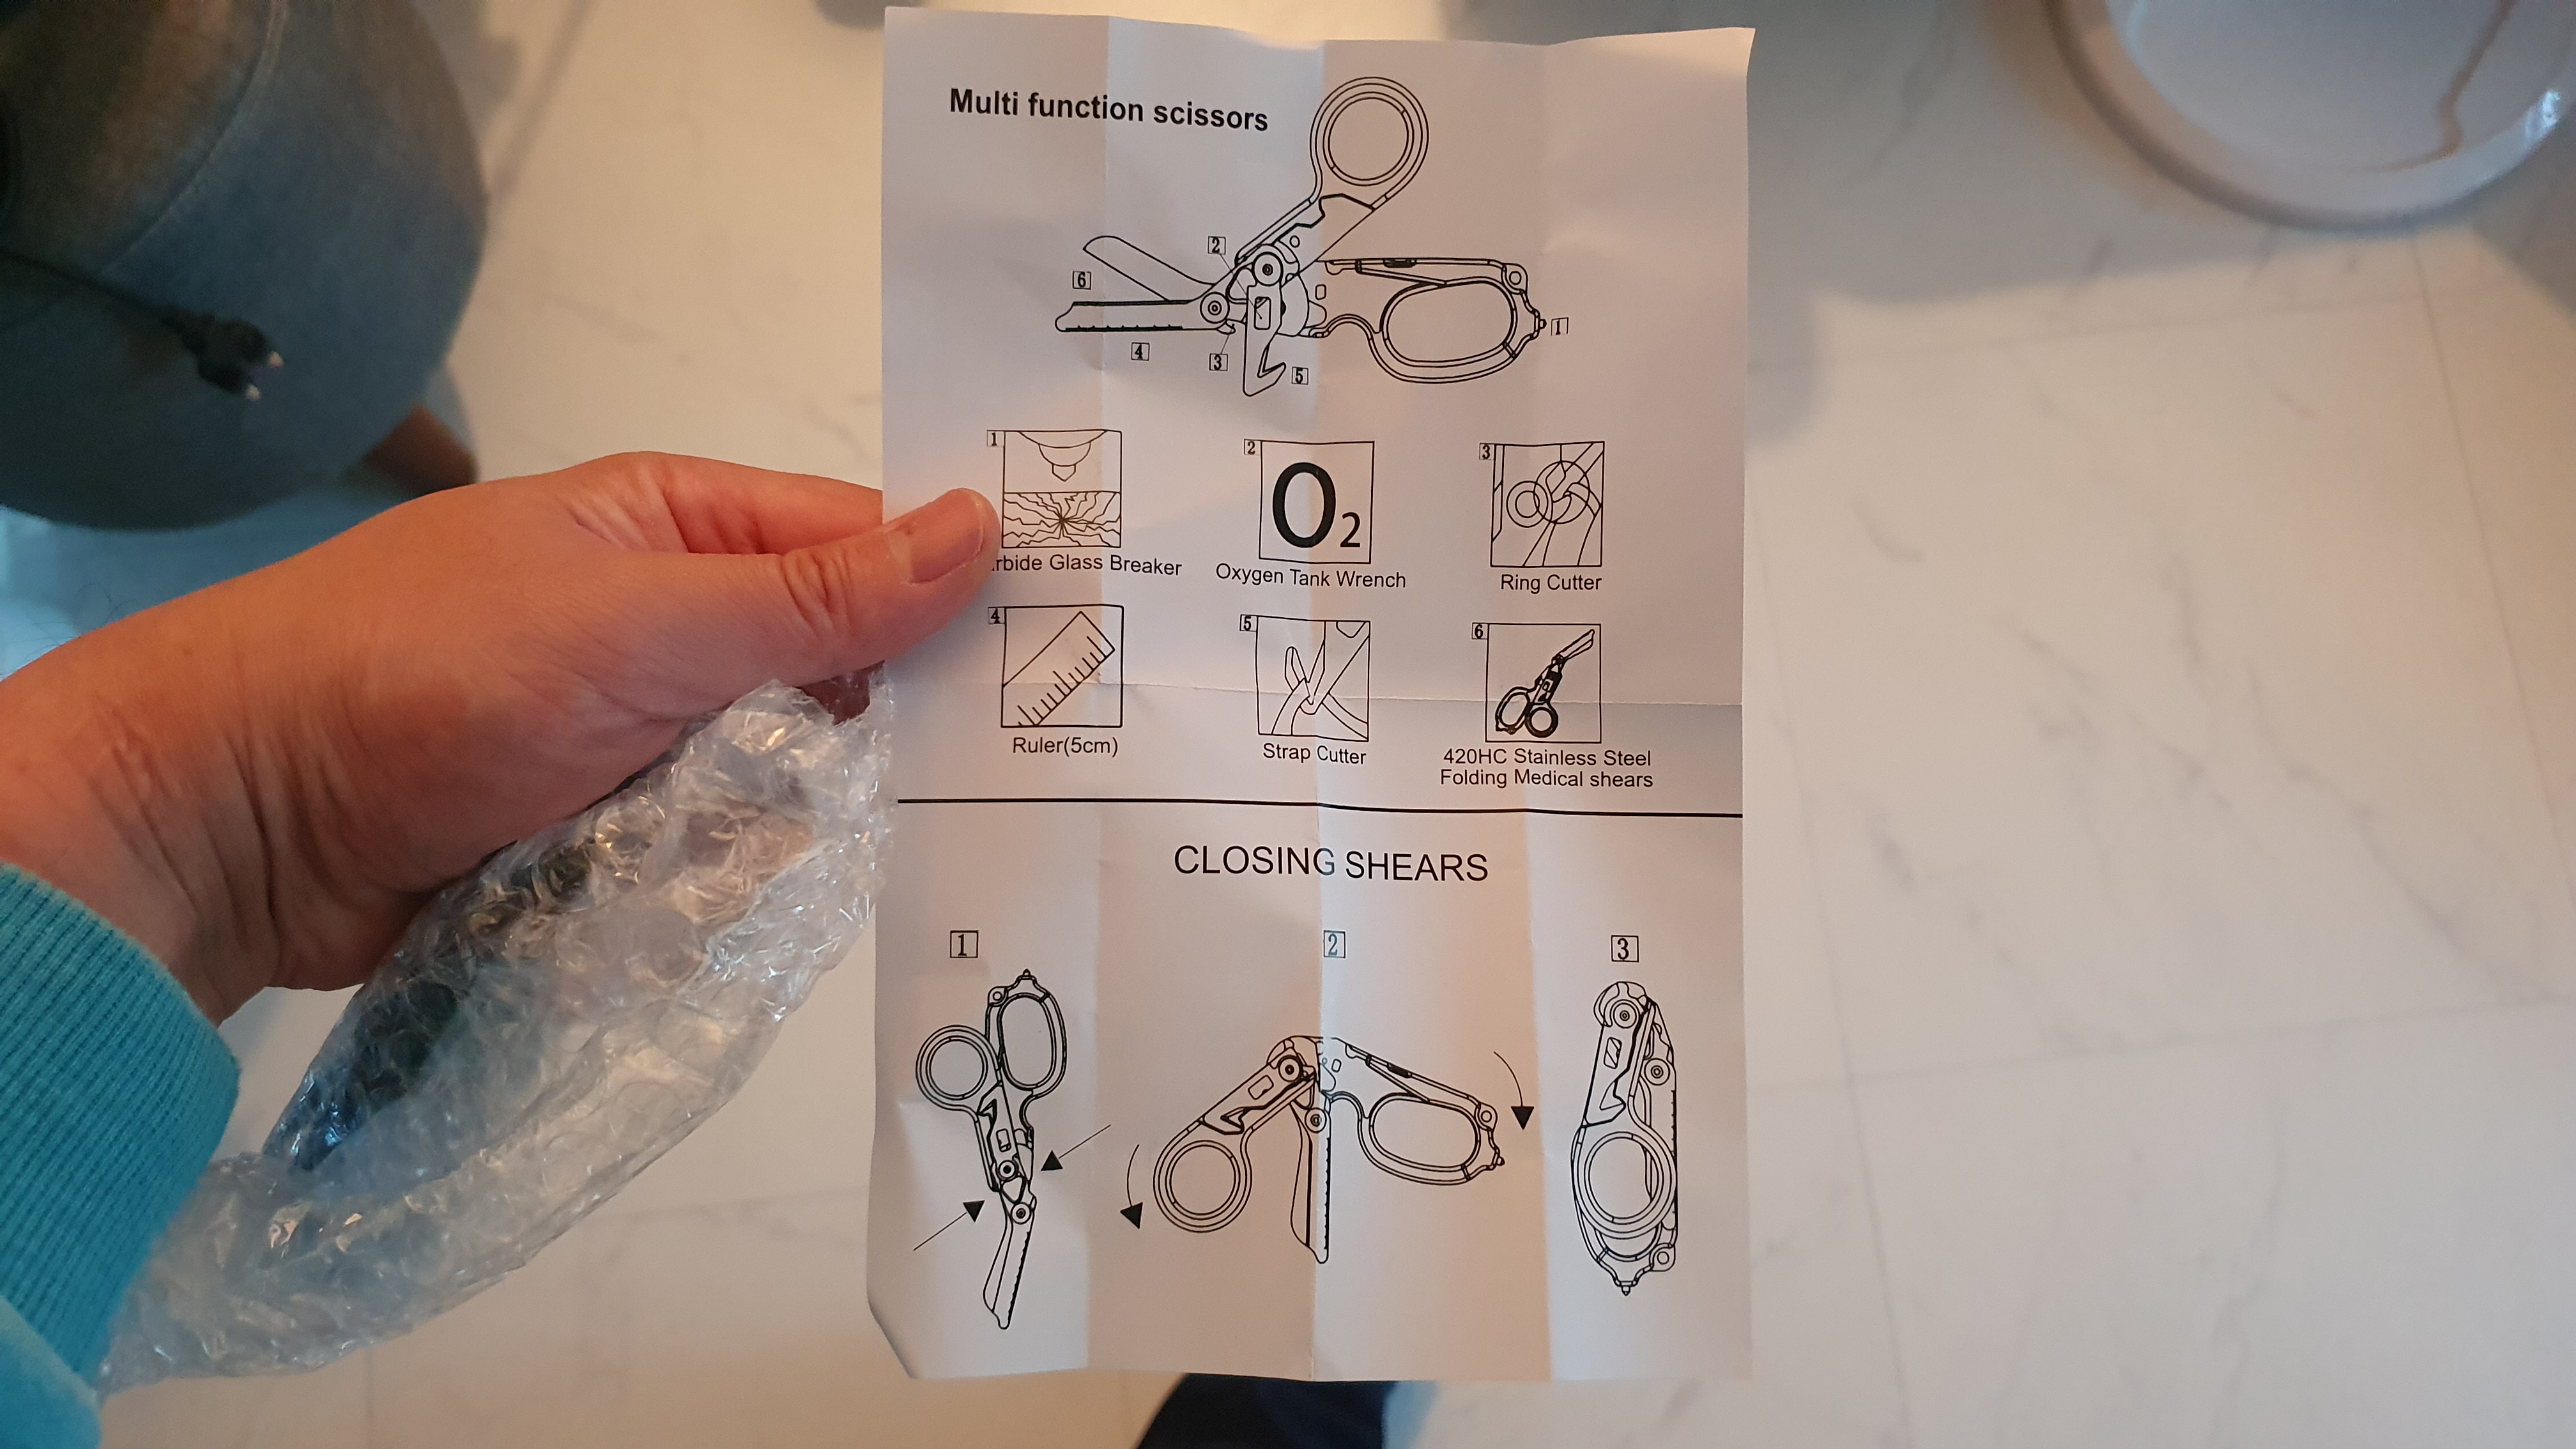 Multi function scissors
2
6
1
4
3
5
1
2
3
O2
Glass Breaker
Oxygen Tank Wrench
Ring Cutter
4
5
6
Ruler(5cm)
Strap Cutter
420HC Stainless Steel
Folding Medical shears
CLOSING SHEARS
1
2
3